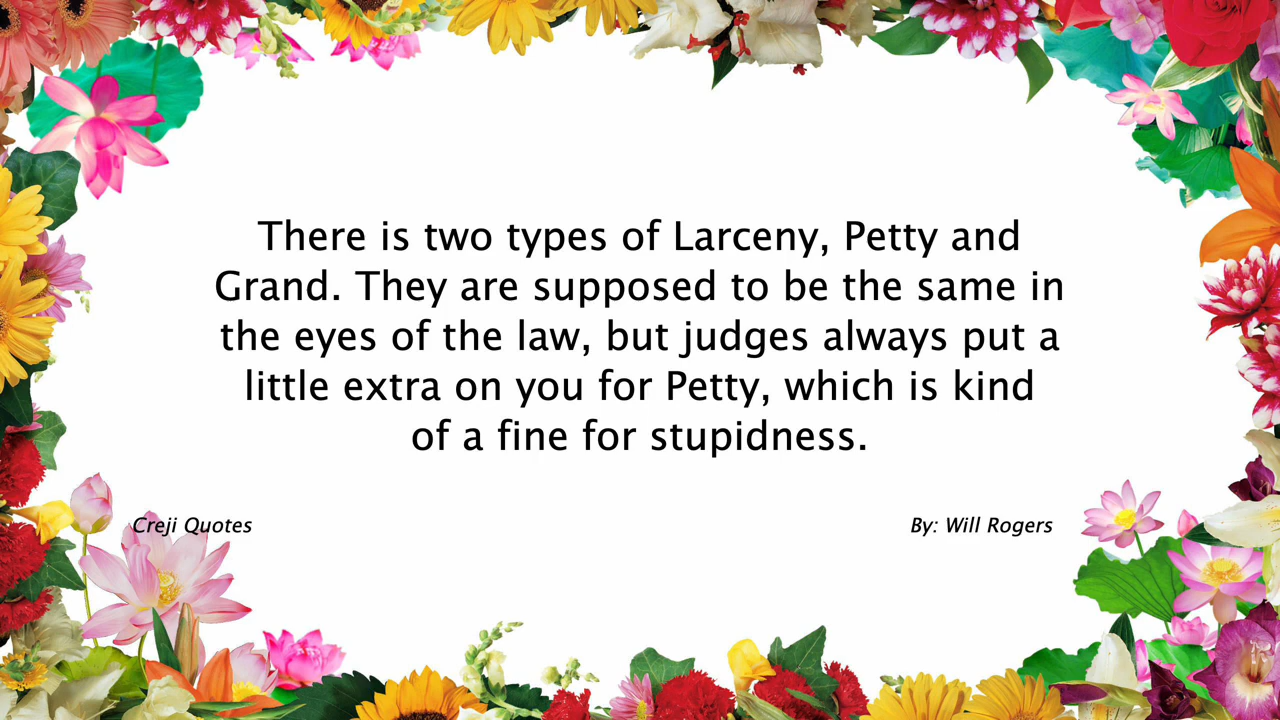 There is two types of Larceny, Petty and
Grand. They are supposed to be the same in
the eyes of the law, but judges always put a
little extra on you for Petty, which is kind
of a fine for stupidness.
Creji Quotes
By: Will Rogers